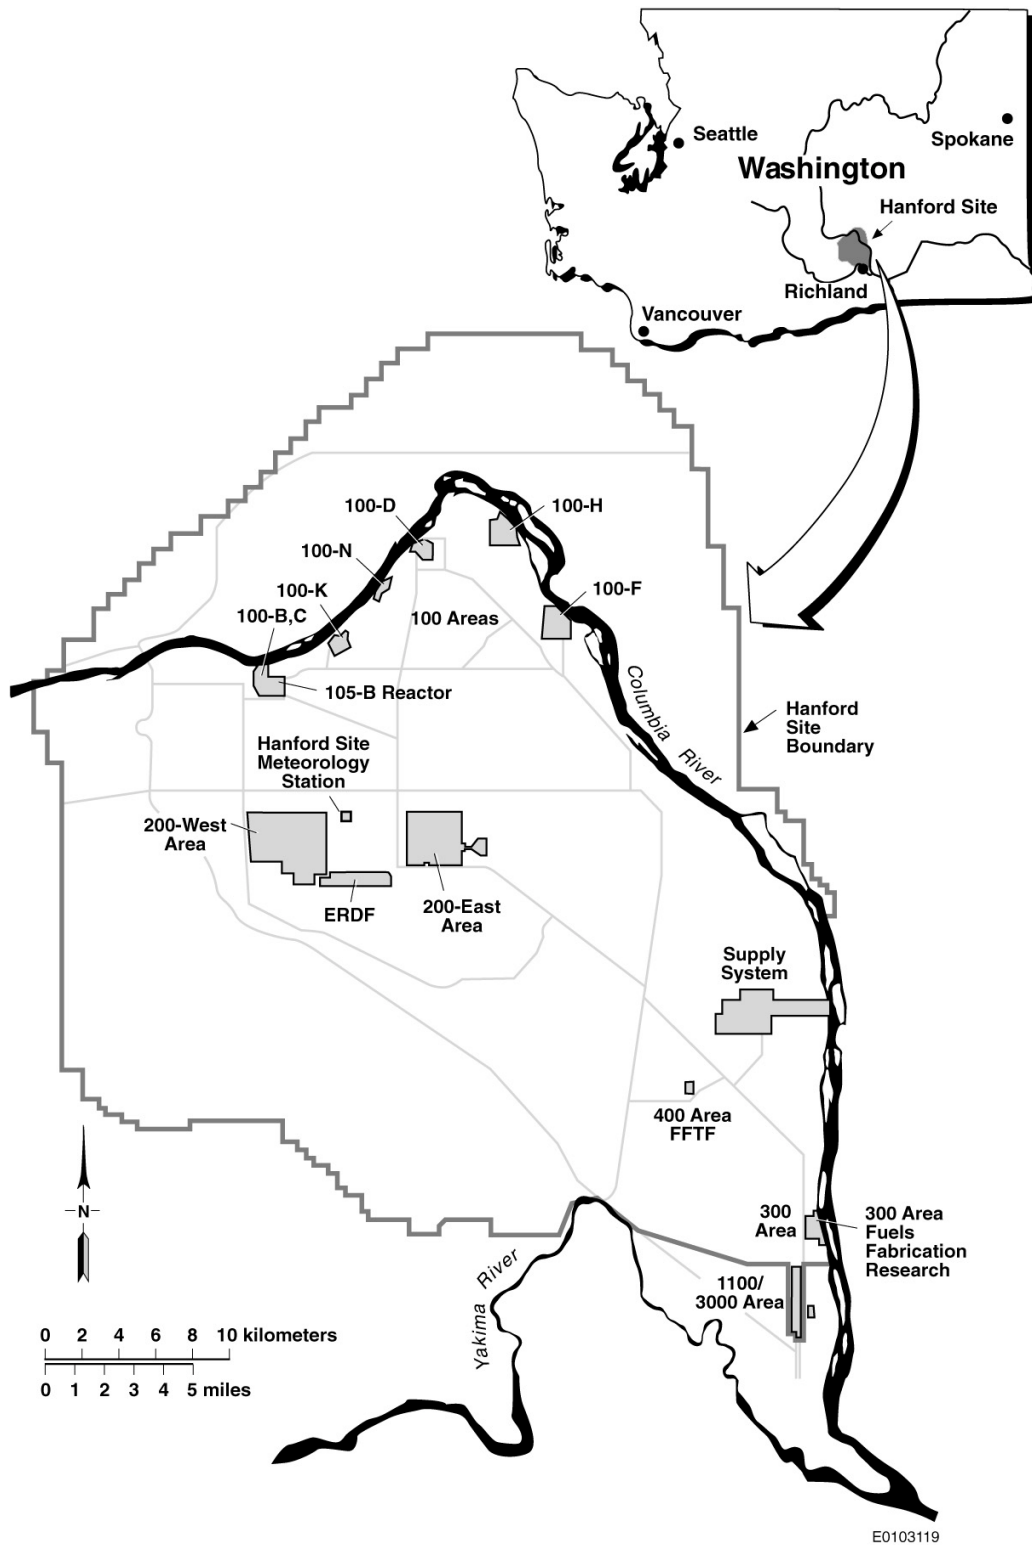 Seattle
Spokane
Washington
Hanford Site
Richland
Vancouver
100-D
100-H
100-N
100-K
100-F
100-B,C
100 Areas
105-B Reactor
Columbia River
Hanford
Site
Boundary
Hanford Site
Meteorology
Station
200-West
Area
ERDF
200-East
Area
Supply
System
400 Area
FFTF
N
300
Area
300 Area
Fuels
Fabrication
Research
1100/
3000 Area
Yakima River
0 2 4 6 8 10 kilometers
0 1 2 3 4 5 miles
E0103119